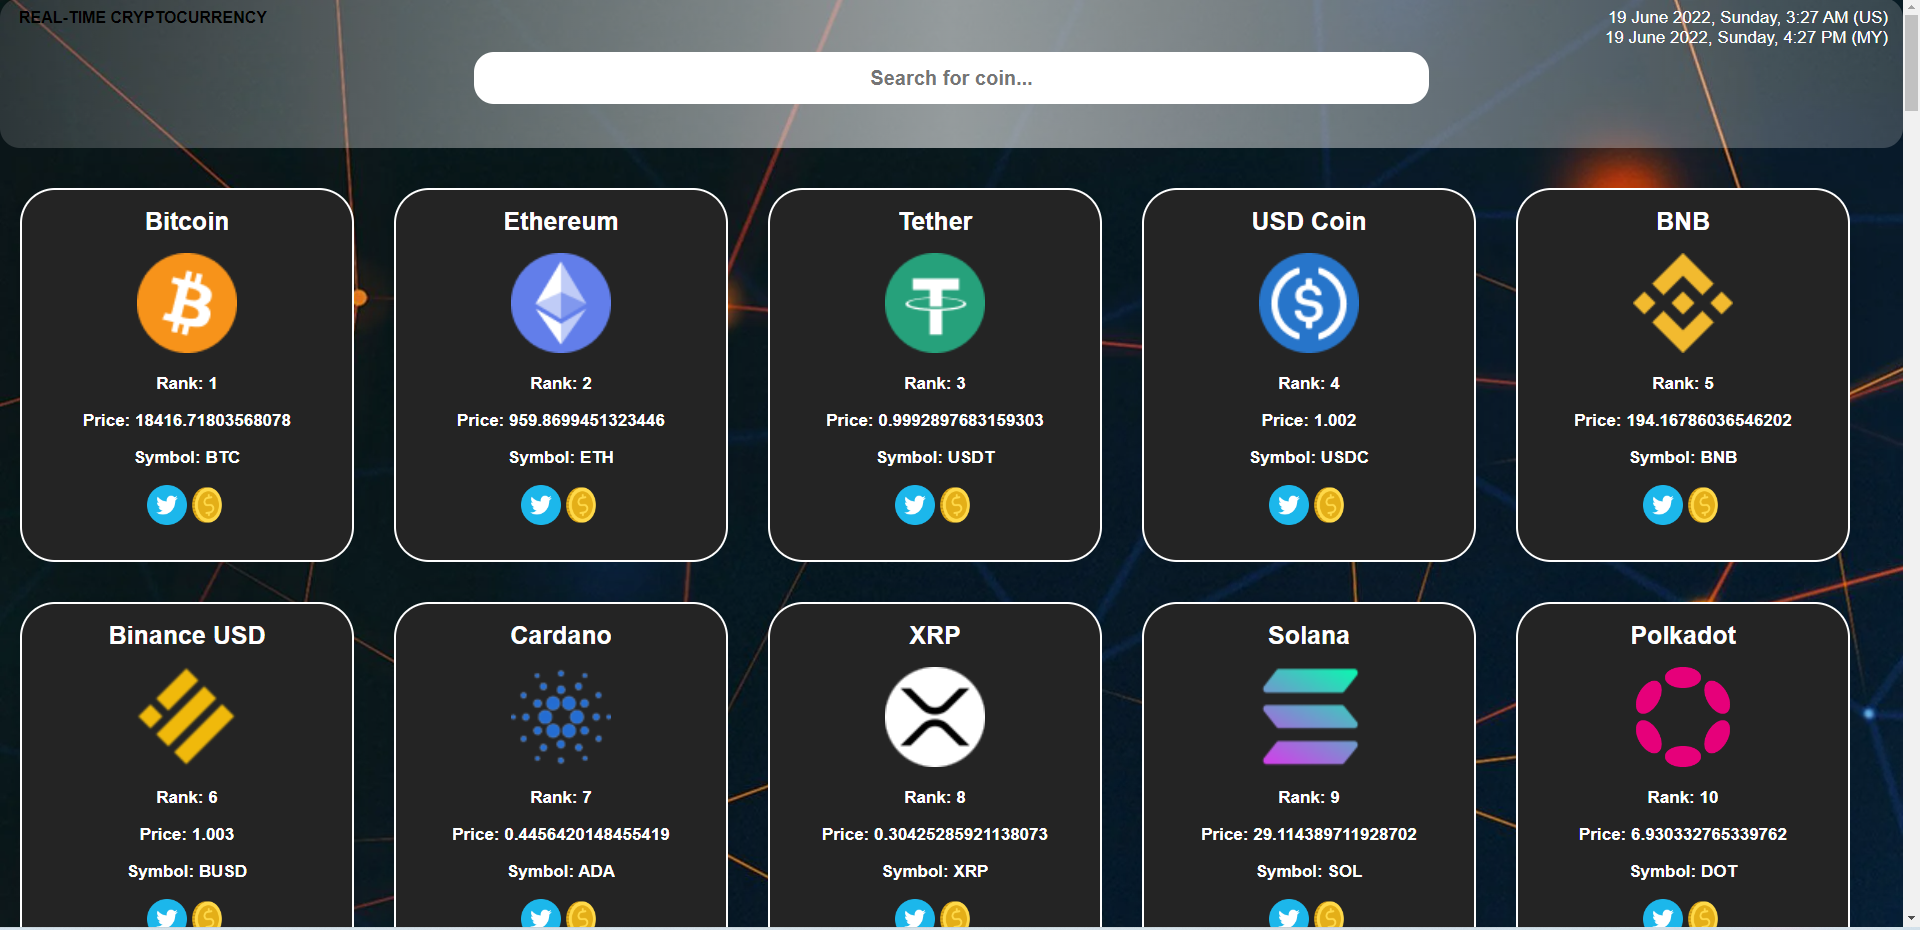 REAL-TIME CRYPTOCURRENCY
19 June 2022, Sunday, 3:27 AM (US)
19 June 2022, Sunday, 4:27 PM (MY)
Search for coin...
Bitcoin
Rank: 1
Price: 18416.71803568078
Symbol: BTC
Ethereum
Rank: 2
Price: 959.8699451323446
Symbol: ETH
Tether
Rank: 3
Price: 0.9992897683159303
Symbol: USDT
USD Coin
Rank: 4
Price: 1.002
Symbol: USDC
BNB
Rank: 5
Price: 194.16786036546202
Symbol: BNB
Binance USD
Rank: 6
Price: 1.003
Symbol: BUSD
Cardano
Rank: 7
Price: 0.4456420148455419
Symbol: ADA
XRP
Rank: 8
Price: 0.30425285921138073
Symbol: XRP
Solana
Rank: 9
Price: 29.114389711928702
Symbol: SOL
Polkadot
Rank: 10
Price: 6.930332765339762
Symbol: DOT